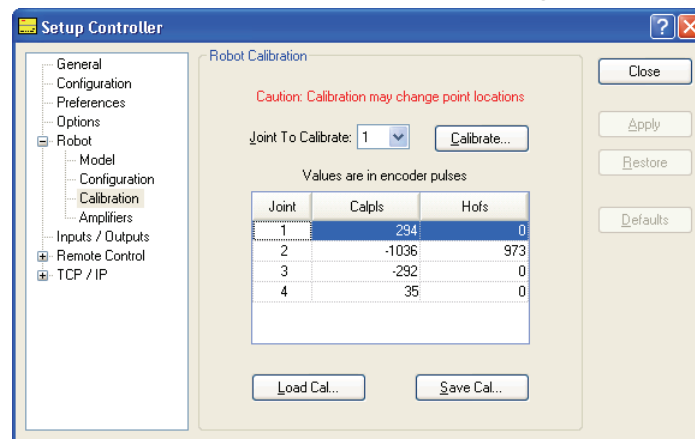 Setup Controller
General
Configuration
Preferences
Options
Robot
Model
Configuration
Calibration
Amplifiers
Inputs / Outputs
Remote Control
TCP / IP
Robot Calibration
Caution: Calibration may change point locations
Joint To Calibrate: 1 Calibrate...
Values are in encoder pulses
Joint Calpls Hofs
1 294 0
2 -1036 973
3 -292 0
4 35 0
Load Cal... Save Cal...
Close
Apply
Restore
Defaults